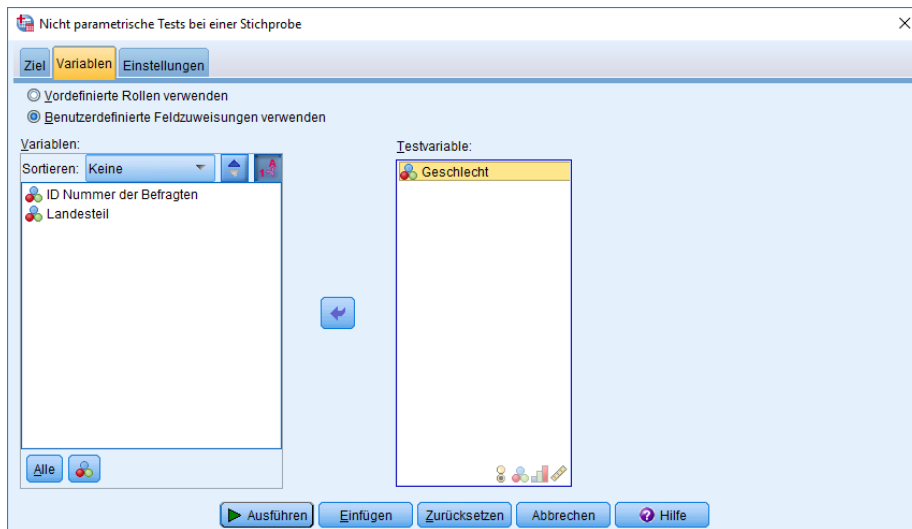 Nicht parametrische Tests bei einer Stichprobe
Ziel Variablen Einstellungen
Vordefinierte Rollen verwenden
Benutzerdefinierte Feldzuweisungen verwenden
Variablen:
Sortieren: Keine
ID Nummer der Befragten
Landesteil
Testvariable:
Geschlecht
Alle
Ausführen Einfügen Zurücksetzen Abbrechen Hilfe